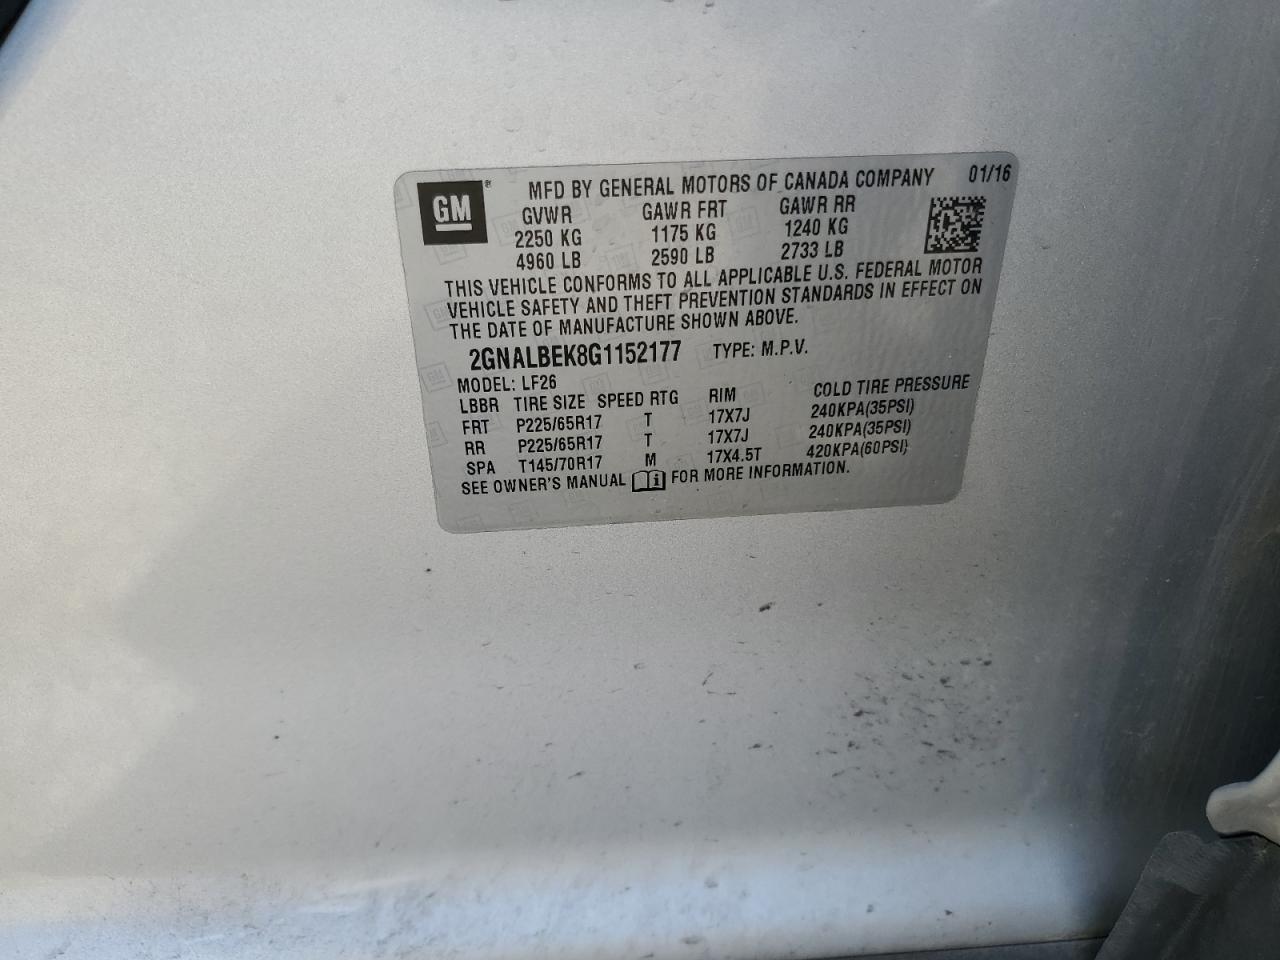 GM ® MFD BY GENERAL MOTORS OF CANADA COMPANY 01/16
GVWR GAWR FRT GAWR RR
2250 KG 1175 KG 1240 KG
4960 LB 2590 LB 2733 LB
THIS VEHICLE CONFORMS TO ALL APPLICABLE U.S. FEDERAL MOTOR
VEHICLE SAFETY AND THEFT PREVENTION STANDARDS IN EFFECT ON
THE DATE OF MANUFACTURE SHOWN ABOVE.
2GNALBEK8G1152177 TYPE: M.P.V.
MODEL: LF26
LBBR TIRE SIZE SPEED RTG RIM COLD TIRE PRESSURE
FRT P225/65R17 T 17X7J 240KPA(35PSI)
RR P225/65R17 T 17X7J 240KPA(35PSI)
SPA T145/70R17 M 17X4.5T 420KPA(60PSI)
SEE OWNER'S MANUAL FOR MORE INFORMATION.